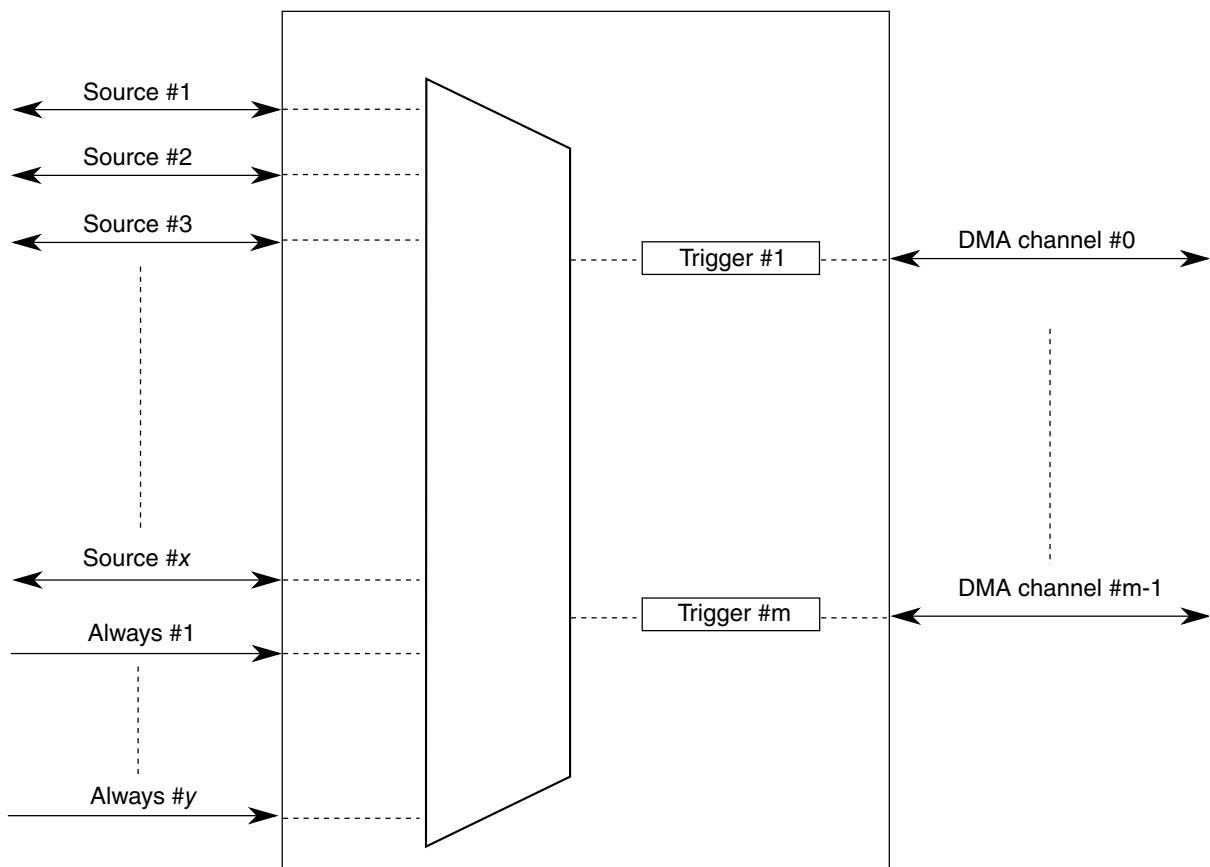 Source #1
Source #2
Source #3
Source #x
Always #1
Always #y
Trigger #1
Trigger #m
DMA channel #0
DMA channel #m-1